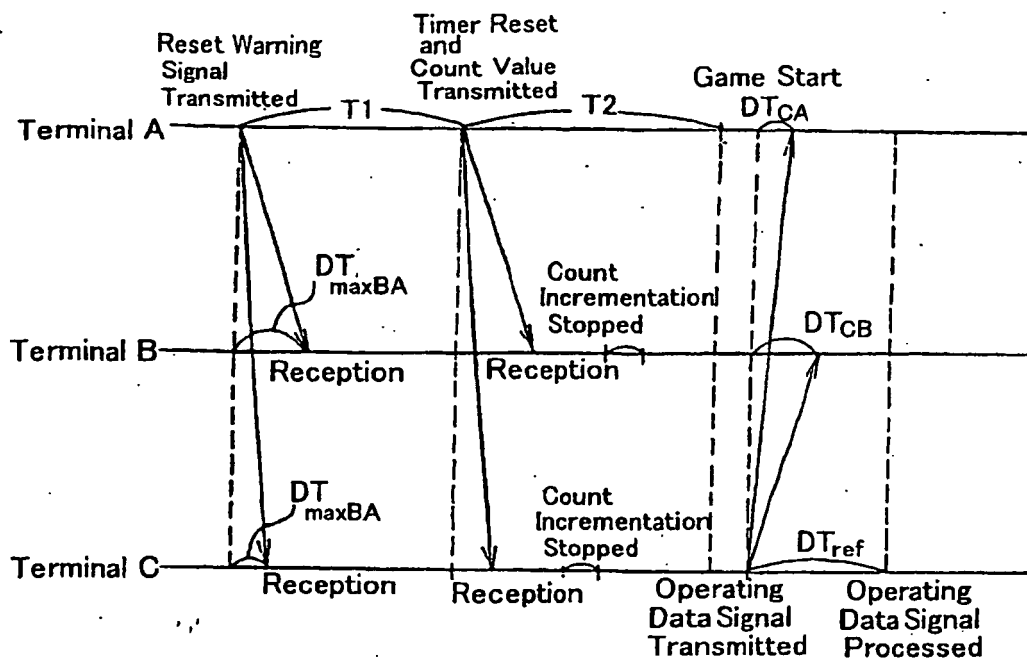 Reset Warning
Signal
Transmitted
Timer Reset
and
Count Value
Transmitted
Game Start
T1
T2
DTCA
Terminal A
DTmaxBA
Count
Incrementation
Stopped
DTCB
Terminal B
Reception
Reception
DTmaxBA
Count
Incrementation
Stopped
DTref
Terminal C
Reception
Reception
Operating
Data Signal
Transmitted
Operating
Data Signal
Processed